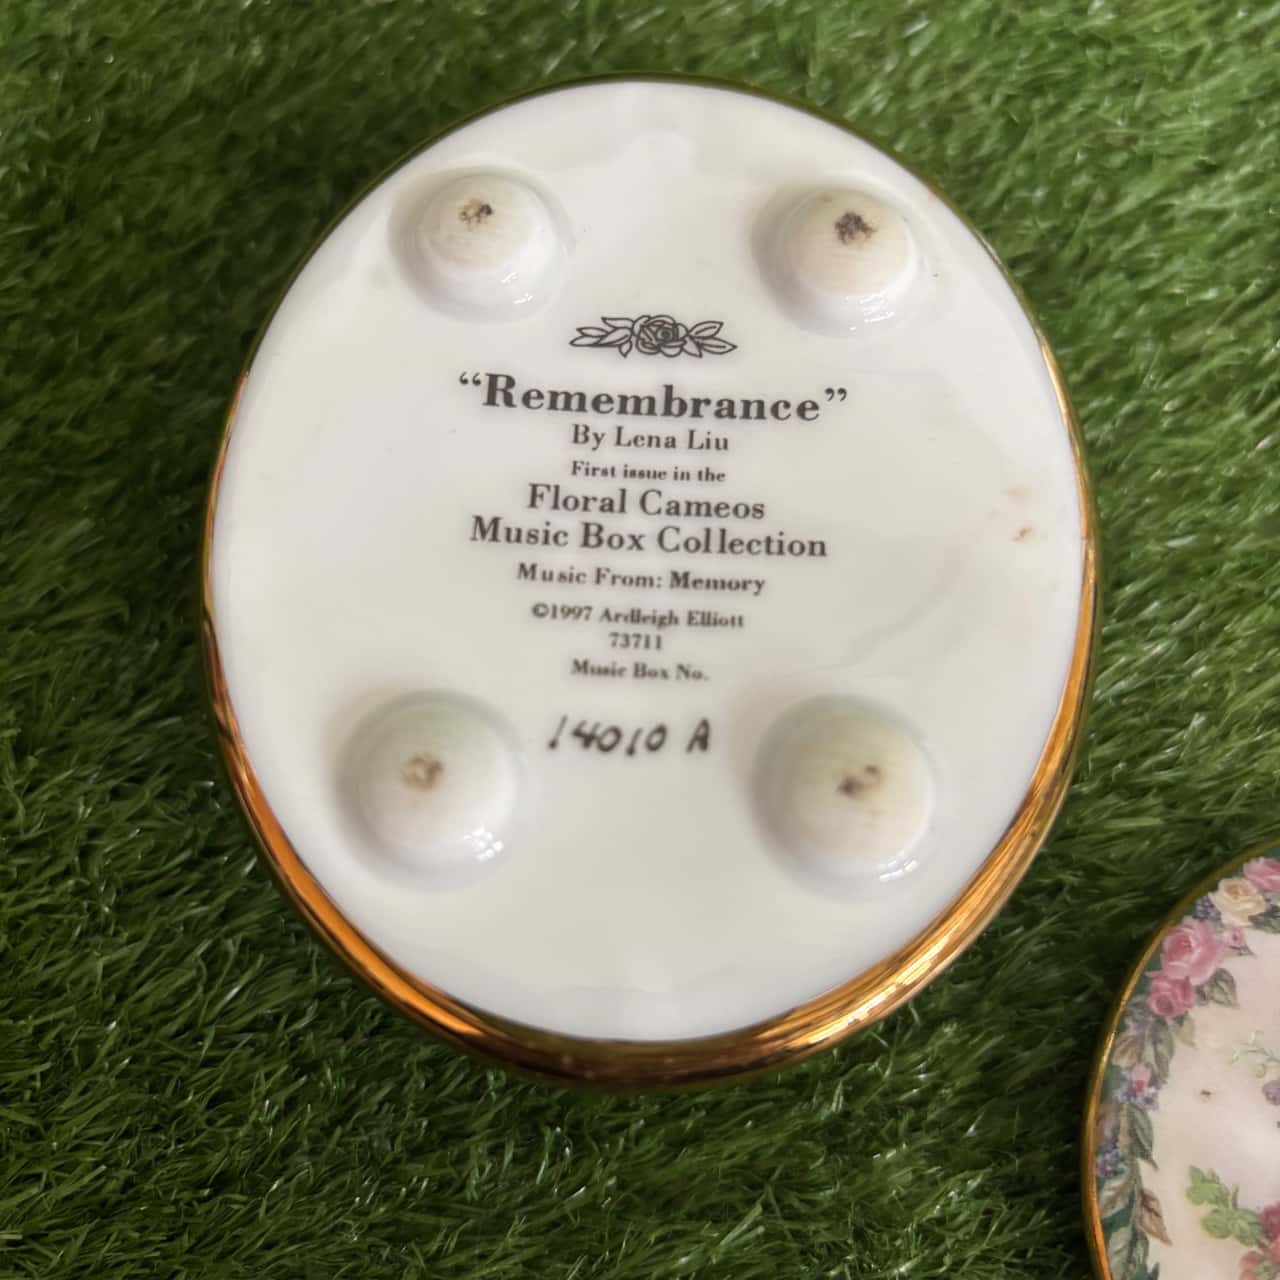 “Remembrance”
By Lena Liu
First issue in the
Floral Cameos
Music Box Collection
Music From: Memory
©1997 Ardleigh Elliott
73711
Music Box No.
14010 A